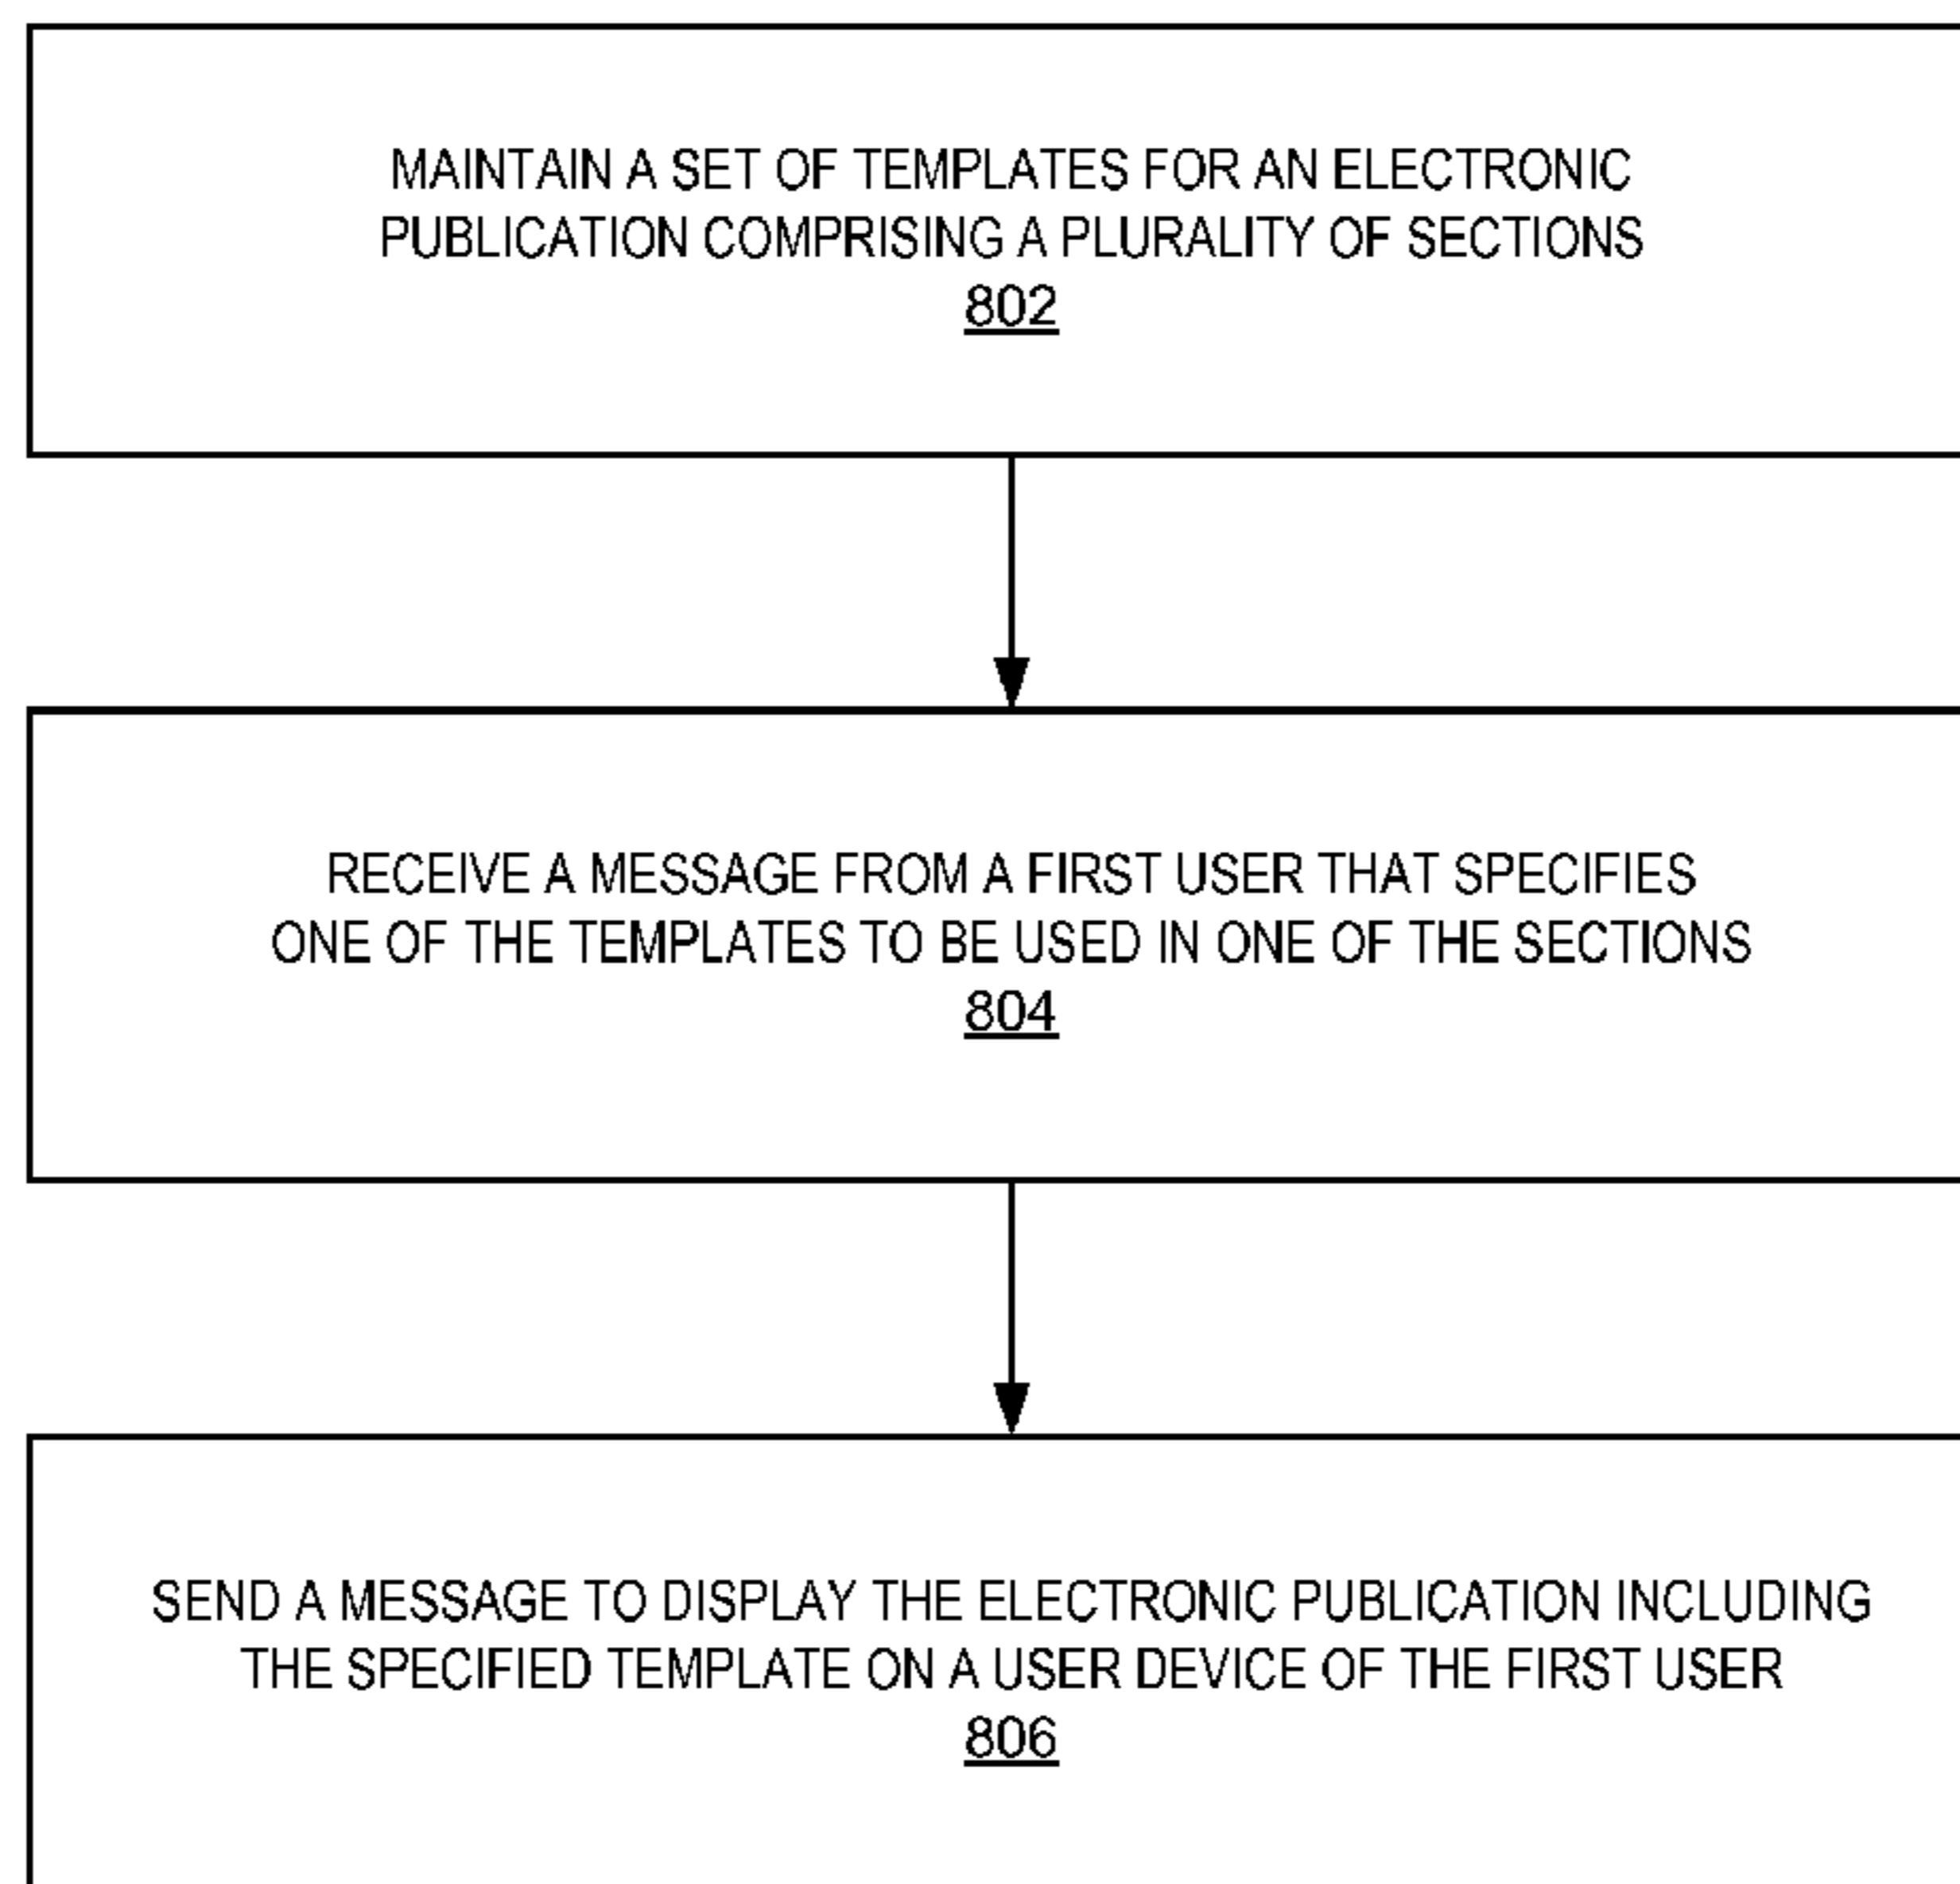 MAINTAIN A SET OF TEMPLATES FOR AN ELECTRONIC
PUBLICATION COMPRISING A PLURALITY OF SECTIONS
802
RECEIVE A MESSAGE FROM A FIRST USER THAT SPECIFIES
ONE OF THE TEMPLATES TO BE USED IN ONE OF THE SECTIONS
804
SEND A MESSAGE TO DISPLAY THE ELECTRONIC PUBLICATION INCLUDING
THE SPECIFIED TEMPLATE ON A USER DEVICE OF THE FIRST USER
806